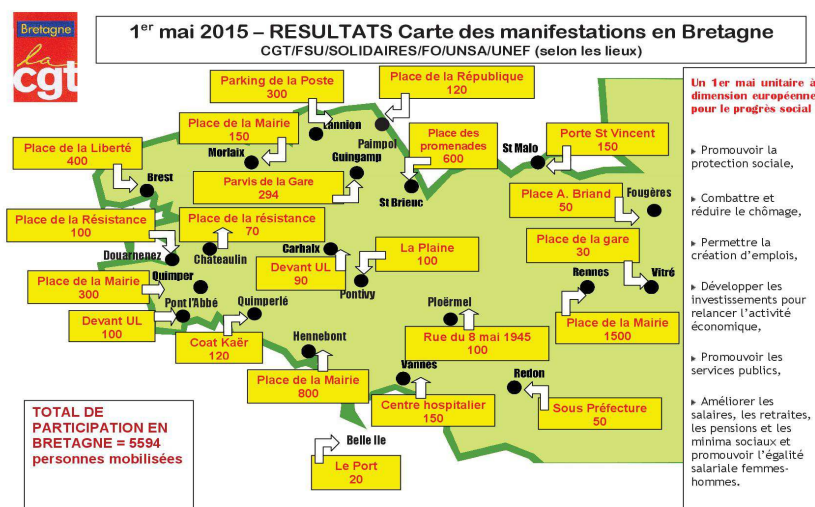 Bretagne
la
cgt
1er mai 2015 – RESULTATS Carte des manifestations en Bretagne
CGT/FSU/SOLIDAIRES/FO/UNSA/UNEF (selon les lieux)
Parking de la Poste
300
Place de la République
120
Place de la Mairie
150
Lannion
Paimpol
Place des
promenades
600
Porte St Vincent
150
St Malo
Place de la Liberté
400
Morlaix
Guingamp
Brest
Parvis de la Gare
294
St Brieuc
Place A. Briand
50
Fougères
Place de la Résistance
100
Place de la résistance
70
Place de la gare
30
Douarnenez
Chateaulin
Carhaix
La Plaine
100
Devant UL
90
Pontivy
Rennes
Vitré
Quimper
Place de la Mairie
300
Pont l'Abbé
Quimperlé
Ploërmel
Devant UL
100
Coat Kaër
120
Hennebont
Rue du 8 mai 1945
100
Place de la Mairie
1500
Place de la Mairie
800
Vannes
Centre hospitalier
150
Redon
Sous Préfecture
50
Belle Ile
Le Port
20
TOTAL DE
PARTICIPATION EN
BRETAGNE = 5594
personnes mobilisées
Un 1er mai unitaire à
dimension européenne
pour le progrès social
Promouvoir la
protection sociale,
Combattre et
réduire le chômage,
Permettre la
création d'emplois,
Développer les
investissements pour
relancer l'activité
économique,
Promouvoir les
services publics,
Améliorer les
salaires, les retraites,
les pensions et les
minima sociaux et
promouvoir l'égalité
salariale femmes-
hommes.